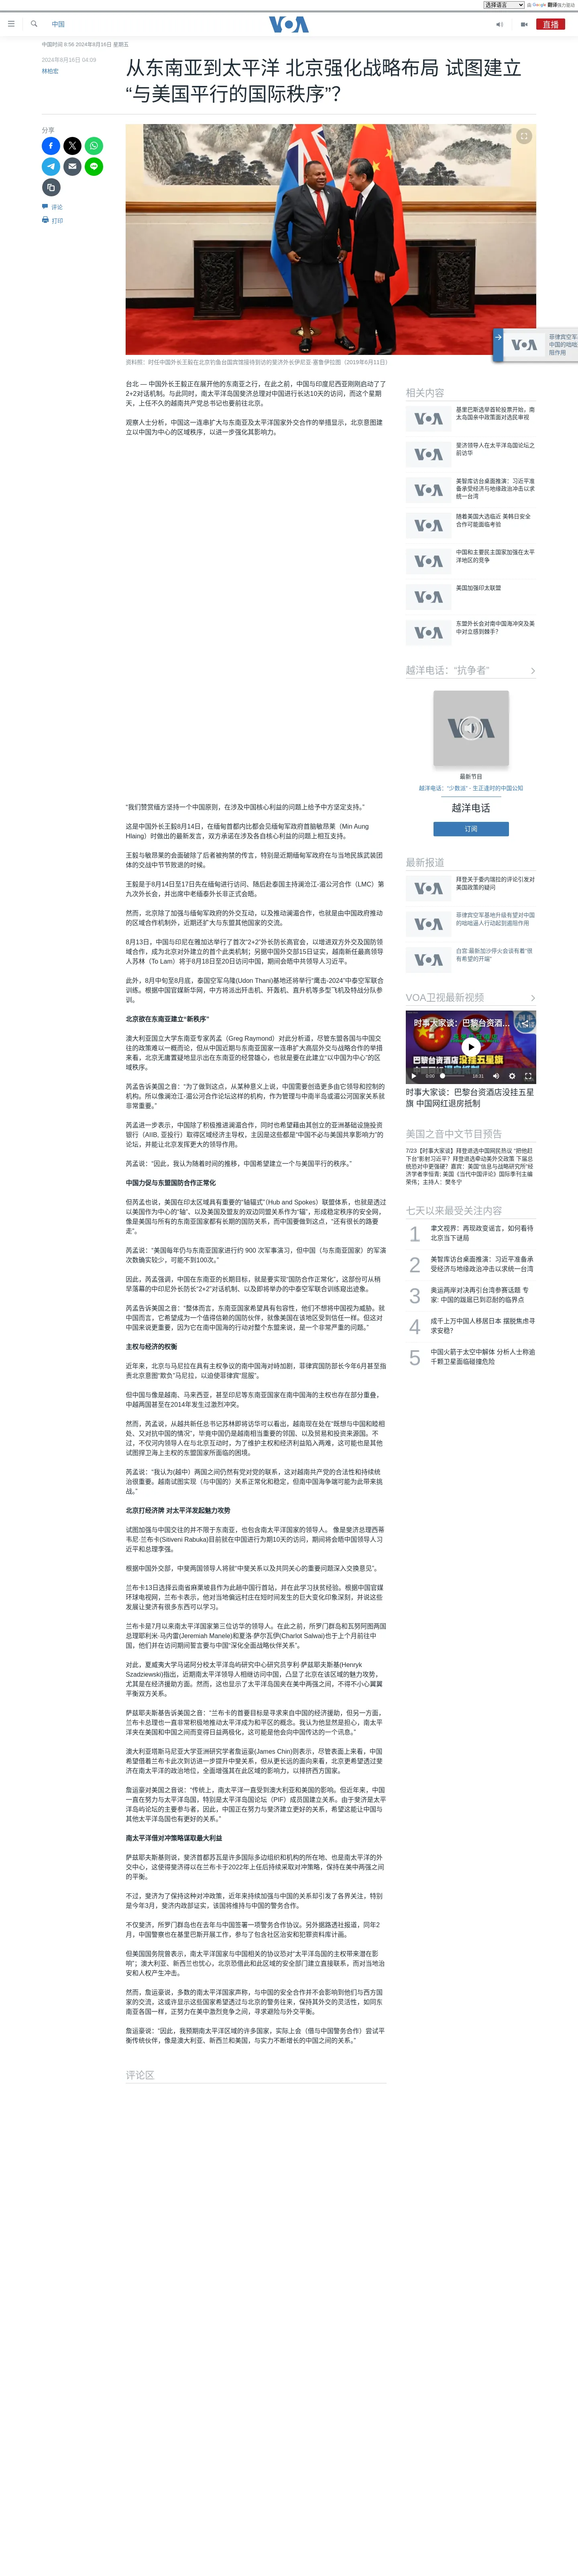 选择语言
由 Google 翻译强力驱动
中国
VOA
直播
中国时间 8:56 2024年8月16日 星期五
2024年8月16日 04:09
林柏宏
从东南亚到太平洋 北京强化战略布局 试图建立
“与美国平行的国际秩序”?
分享
评论
打印
资料照：时任中国外长王毅在北京钓鱼台国宾馆接待到访的斐济外长伊尼亚·塞鲁伊拉图（2019年6月11日）
台北 — 中国外长王毅正在展开他的东南亚之行，在此之前，中国与印度尼西亚刚刚启动了了
2+2对话机制。与此同时，南太平洋岛国斐济总理对中国进行长达10天的访问，而这个星期
天，上任不久的越南共产党总书记也要前往北京。
观察人士分析，中国这一连串扩大与东南亚及太平洋国家外交合作的举措显示，北京意图建
立以中国为中心的区域秩序，以进一步强化其影响力。
“我们赞赏缅方坚持一个中国原则，在涉及中国核心利益的问题上给予中方坚定支持。”
这是中国外长王毅8月14日，在缅甸首都内比都会见缅甸军政府首脑敏昂莱（Min Aung
Hlaing）时做出的最新发言，双方承诺在涉及各自核心利益的问题上相互支持。
王毅与敏昂莱的会面破除了后者被拘禁的传言，特别是近期缅甸军政府在与当地民族武装团
体的交战中节节败退的时候。
王毅是于8月14日至17日先在缅甸进行访问、随后赴泰国主持澜沧江-湄公河合作（LMC）第
九次外长会，并出席中老缅泰外长非正式会晤。
然而，北京除了加强与缅甸军政府的外交互动，以及推动澜湄合作，也就是由中国政府推动
的区域合作机制外，近期还扩大与东盟其他国家的互动。
8月13日，中国与印尼在雅加达举行了首次“2+2”外长防长高官会，以增进双方外交及国防领
域合作，成为北京对外建立的首个此类机制；另据中国外交部15日证实，越南新任最高领导
人苏林（To Lam）将于8月18日至20日访问中国，期间会晤中共领导人习近平。
此外，8月中旬至8月底，泰国空军乌隆(Udon Thani)基地还将举行“鹰击-2024”中泰空军联合
训练。根据中国官媒新华网，中方将派出歼击机、歼轰机、直升机等多型飞机及特战分队参
训。
北京欲在东南亚建立“新秩序”
澳大利亚国立大学东南亚专家芮孟（Greg Raymond）对此分析道，尽管东盟各国与中国交
往的政策难以一概而论，但从中国近期与东南亚国家一连串扩大高层外交与战略合作的举措
来看，北京无庸置疑地显示出在东南亚的经营雄心，也就是要在此建立“以中国为中心”的区
域秩序。
芮孟告诉美国之音：“为了做到这点，从某种意义上说，中国需要创造更多由它领导和控制的
机构。所以像澜沧江-湄公河合作论坛这样的机构，作为管理与中南半岛或湄公河国家关系就
非常重要。”
芮孟进一步表示，中国除了积极推进澜湄合作，同时也希望藉由其创立的亚洲基础设施投资
银行（AIIB, 亚投行）取得区域经济主导权，主因是这些都是“中国不必与美国共享影响力”的
论坛，并能让北京发挥更大的领导作用。
芮孟说：“因此，我认为随着时间的推移，中国希望建立一个与美国平行的秩序。”
中国力促与东盟国防合作正常化
但芮孟也说，美国在印太区域具有重要的“轴辐式”（Hub and Spokes）联盟体系，也就是透过
以美国作为中心的“轴”、以及美国及盟友的双边同盟关系作为“辐”，形成稳定秩序的安全网，
像是美国与所有的东南亚国家都有长期的国防关系，而中国要做到这点，“还有很长的路要
走”。
芮孟说：“美国每年仍与东南亚国家进行约 900 次军事演习，但中国（与东南亚国家）的军演
次数确实较少，可能不到100次。”
因此，芮孟强调，中国在东南亚的长期目标，就是要实现“国防合作正常化”，这部份可从稍
早落幕的中印尼外长防长“2+2”对话机制、以及即将举办的中泰空军联合训练窥出迹象。
芮孟告诉美国之音：“整体而言，东南亚国家希望具有包容性，他们不想将中国视为威胁。就
中国而言，它希望成为一个值得信赖的国防伙伴，就像美国在该地区受到信任一样。但这对
中国来说更重要，因为它在南中国海的行动对整个东盟来说，是一个非常严重的问题。”
主权与经济的权衡
近年来，北京与马尼拉在具有主权争议的南中国海对峙加剧，菲律宾国防部长今年6月甚至指
责北京意图“欺负”马尼拉，以迫使菲律宾“屈服”。
但中国与像是越南、马来西亚，甚至印尼等东南亚国家在南中国海的主权也存在部分重叠，
中越两国甚至在2014年发生过激烈冲突。
然而，芮孟说，从越共新任总书记苏林即将访华可以看出，越南现在处在“既想与中国和睦相
处、又对抗中国的情况”，毕竟中国仍是越南相当重要的邻国、以及贸易和投资来源国。不
过，不仅河内领导人在与北京互动时，为了维护主权和经济利益陷入两难，这可能也是其他
试图捍卫海上主权的东盟国家所面临的困境。
芮孟说：“我认为(越中）两国之间仍然有党对党的联系，这对越南共产党的合法性和持续统
治很重要。越南试图实现（与中国的）关系正常化和稳定，但南中国海争端可能为此带来挑
战。”
北京打经济牌 对太平洋发起魅力攻势
试图加强与中国交往的并不限于东南亚，也包含南太平洋国家的领导人。 像是斐济总理西蒂
韦尼·兰布卡(Sitiveni Rabuka)目前就在中国进行为期10天的访问，期间将会晤中国领导人习
近平和总理李强。
根据中国外交部，中斐两国领导人将就“中斐关系以及共同关心的重要问题深入交换意见”。
兰布卡13日选择云南省麻栗坡县作为此趟中国行首站，并在此学习扶贫经验。根据中国官媒
环球电视网，兰布卡表示，他对当地偏远村庄在短时间发生的巨大变化印象深刻，并说这些
发展让斐济有很多东西可以学习。
兰布卡是7月以来南太平洋国家第三位访华的领导人。在此之前，所罗门群岛和瓦努阿图两国
总理耶利米·马内雷(Jeremiah Manele)和夏洛·萨尔瓦伊(Charlot Salwai)也于上个月前往中
国，他们并在访问期间誓言要与中国“深化全面战略伙伴关系”。
对此，夏威夷大学马诺阿分校太平洋岛屿研究中心研究员亨利·萨兹耶夫斯基(Henryk
Szadziewski)指出，近期南太平洋领导人相继访问中国，凸显了北京在该区域的魅力攻势，
尤其是在经济援助方面。然而，这也显示了太平洋岛国夹在美中两强之间，不得不小心翼翼
平衡双方关系。
萨兹耶夫斯基告诉美国之音：“兰布卡的首要目标是寻求来自中国的经济援助，但另一方面，
兰布卡总理也一直非常积极地推动太平洋成为和平区的概念。我认为他显然是担心，南太平
洋夹在美国和中国之间而变得日益两极化，这可能是他会向中国传达的一个讯息。”
澳大利亚塔斯马尼亚大学亚洲研究学者詹运豪(James Chin)则表示，尽管表面上来看，中国
希望借着兰布卡此次到访进一步提升中斐关系，但从更长远的面向来看，北京更希望透过斐
济在南太平洋的政治地位，全面增强其在此区域的影响力，以排挤西方国家。
詹运豪对美国之音说：“传统上，南太平洋一直受到澳大利亚和美国的影响。但近年来，中国
一直在努力与太平洋岛国，特别是太平洋岛国论坛（PIF）成员国建立关系。由于斐济是太平
洋岛屿论坛的主要参与者，因此，中国正在努力与斐济建立更好的关系，希望这能让中国与
其他太平洋岛国也有更好的关系。”
南太平洋借对冲策略谋取最大利益
萨兹耶夫斯基则说，斐济首都苏瓦是许多国际多边组织和机构的所在地、也是南太平洋的外
交中心，这使得斐济得以在兰布卡于2022年上任后持续采取对冲策略，保持在美中两强之间
的平衡。
不过，斐济为了保持这种对冲政策，近年来持续加强与中国的关系却引发了各界关注，特别
是今年3月，斐济内政部证实，该国将维持与中国的警务合作。
不仅斐济，所罗门群岛也在去年与中国签署一项警务合作协议。另外据路透社报道，同年2
月，中国警察也在基里巴斯开展工作，参与了包含社区治安和犯罪资料库计画。
但美国国务院曾表示，南太平洋国家与中国相关的协议恐对“太平洋岛国的主权带来潜在影
响”；澳大利亚、新西兰也忧心，北京恐借此和此区域的安全部门建立直接联系，而对当地治
安和人权产生冲击。
然而，詹运豪说，多数的南太平洋国家声称，与中国的安全合作并不会影响到他们与西方国
家的交流，这或许显示这些国家希望透过与北京的警务往来，保持其外交的灵活性，如同东
南亚各国一样，正努力在美中激烈竞争之间，寻求避险与外交平衡。
詹运豪说：“因此，我预期南太平洋区域的许多国家，实际上会（借与中国警务合作）尝试平
衡传统伙伴，像是澳大利亚、新西兰和美国，与实力不断增长的中国之间的关系。”
评论区
相关内容
基里巴斯选举首轮投票开始，南
太岛国亲中政策面对选民审视
斐济领导人在太平洋岛国论坛之
前访华
美智库访台桌面推演：习近平准
备承受经济与地缘政治冲击以求
统一台湾
随着美国大选临近 美韩日安全
合作可能面临考验
中国和主要民主国家加强在太平
洋地区的竞争
美国加强印太联盟
东盟外长会对南中国海冲突及美
中对立感到棘手?
菲律宾空军
中国的咄咄
阻作用
越洋电话：“抗争者”
最新节目
越洋电话：“少数派” - 生正逢时的中国公知
越洋电话
订阅
最新报道
拜登关于委内瑞拉的评论引发对
美国政策的疑问
菲律宾空军基地升级有望对中国
的咄咄逼人行动起到遏阻作用
白宫:最新加沙停火会谈有着“很
有希望的开端”
VOA卫视最新视频
时事大家谈：巴黎台资酒...
巴黎台资酒店没挂五星旗
0:00
16:31
时事大家谈：巴黎台资酒店没挂五星
旗 中国网红退房抵制
美国之音中文节目预告
7/23【时事大家谈】拜登退选中国网民热议 “把他赶
下台”影射习近平? 拜登退选牵动美外交政策 下届总
统恐对中更强硬? 嘉宾：美国“信息与战略研究所”经
济学者李恒青; 美国《当代中国评论》国际季刊主编
荣伟；主持人：樊冬宁
七天以来最受关注内容
1
聿文视界：再现政变谣言，如何看待
北京当下谜局
2
美智库访台桌面推演：习近平准备承
受经济与地缘政治冲击以求统一台湾
3
奥运两岸对决再引台湾参赛话题 专
家: 中国的跋扈已到忍耐的临界点
4
成千上万中国人移居日本 摆脱焦虑寻
求安稳?
5
中国火箭于太空中解体 分析人士称逾
千颗卫星面临碰撞危险